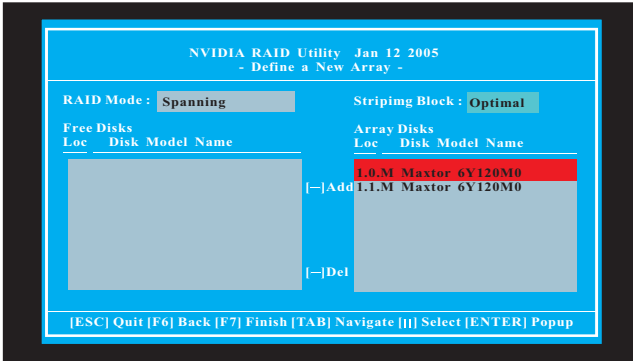 NVIDIA RAID Utility Jan 12 2005
- Define a New Array -
RAID Mode : Spanning
Stripimg Block : Optimal
Free Disks
Loc Disk Model Name
Array Disks
Loc Disk Model Name
1.0.M Maxtor 6Y120M0
1.1.M Maxtor 6Y120M0
[—]Add
[—]Del
[ESC] Quit [F6] Back [F7] Finish [TAB] Navigate [||] Select [ENTER] Popup